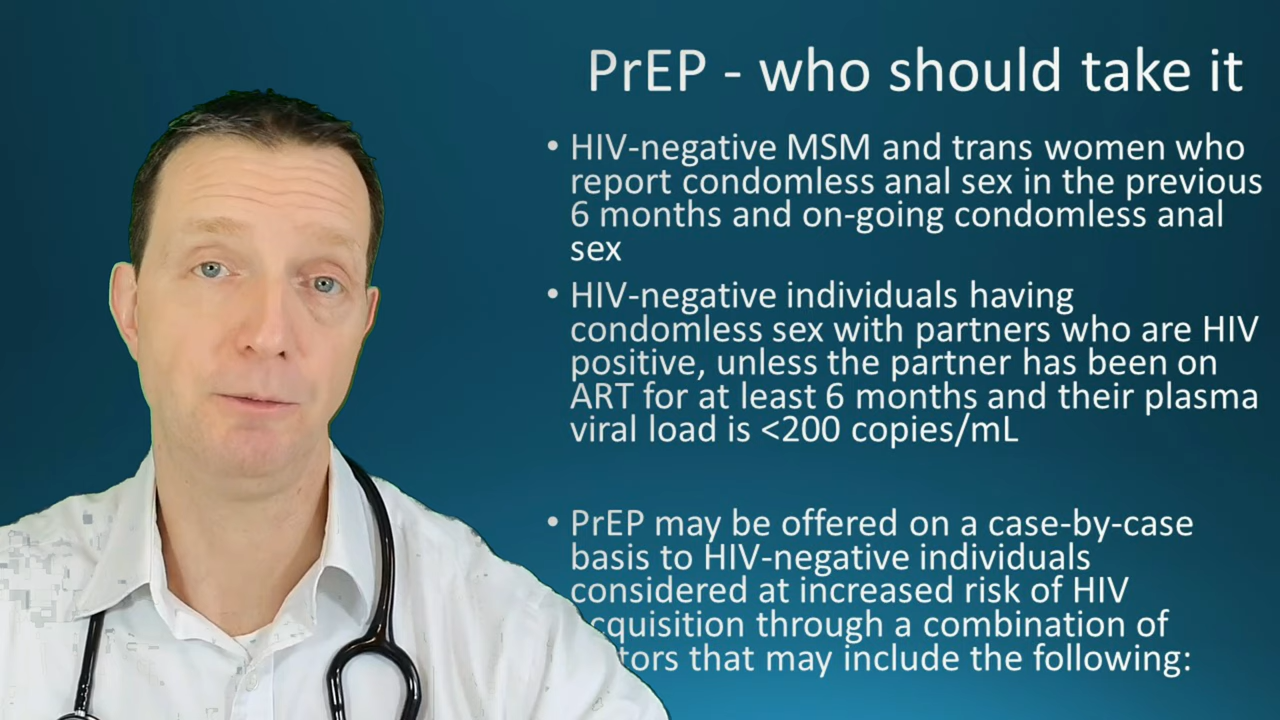 PrEP - who should take it
• HIV-negative MSM and trans women who
report condomless anal sex in the previous
6 months and on-going condomless anal
sex
• HIV-negative individuals having
condomless sex with partners who are HIV
positive, unless the partner has been on
ART for at least 6 months and their plasma
viral load is <200 copies/mL
• PrEP may be offered on a case-by-case
basis to HIV-negative individuals
considered at increased risk of HIV
cquisition through a combination of
tors that may include the following: